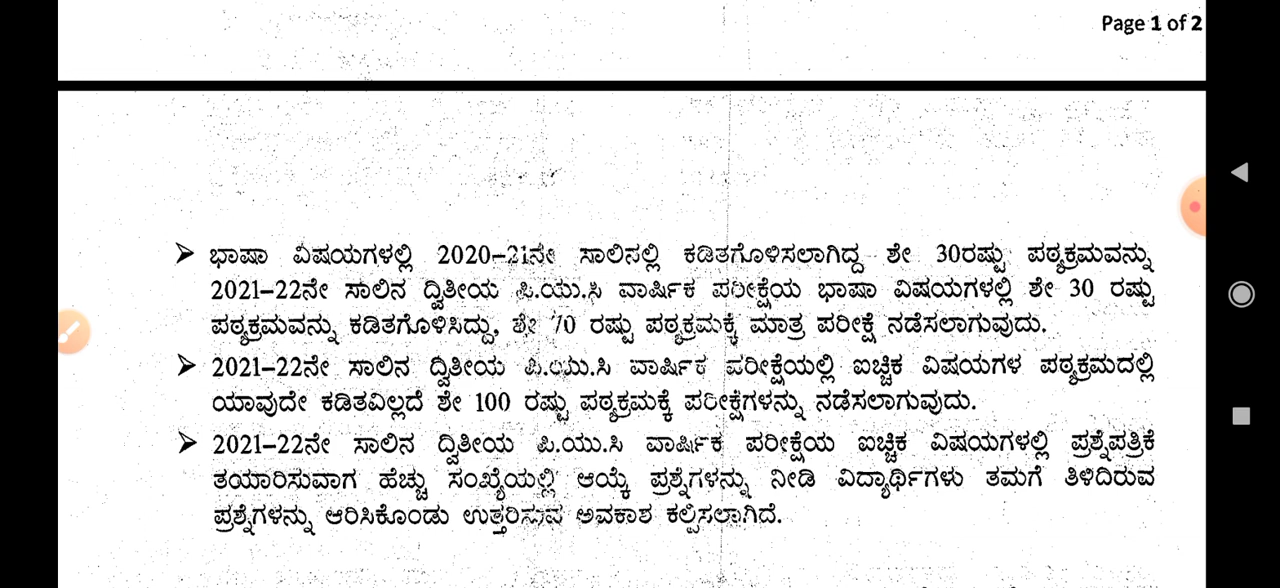 Page 1 of 2
➤ ಭಾಷಾ ವಿಷಯಗಳಲ್ಲಿ 2020–21ನೇ ಸಾಲಿನಲ್ಲಿ ಕಡಿತಗೊಳಿಸಲಾಗಿದ್ದ ಶೇ 30ರಷ್ಟು ಪಠ್ಯಕ್ರಮವನ್ನು
2021–22ನೇ ಸಾಲಿನ ದ್ವಿತೀಯ ಪಿ.ಯು.ಸಿ ವಾರ್ಷಿಕ ಪರೀಕ್ಷೆಯ ಭಾಷಾ ವಿಷಯಗಳಲ್ಲಿ ಶೇ 30 ರಷ್ಟು
ಪಠ್ಯಕ್ರಮವನ್ನು ಕಡಿತಗೊಳಿಸಿದ್ದು, ಶೇ 70 ರಷ್ಟು ಪಠ್ಯಕ್ರಮಕ್ಕೆ ಮಾತ್ರ ಪರೀಕ್ಷೆ ನಡೆಸಲಾಗುವುದು.
➤ 2021–22ನೇ ಸಾಲಿನ ದ್ವಿತೀಯ ಪಿ.ಯು.ಸಿ ವಾರ್ಷಿಕ ಪರೀಕ್ಷೆಯಲ್ಲಿ ಐಚ್ಚಿಕ ವಿಷಯಗಳ ಪಠ್ಯಕ್ರಮದಲ್ಲಿ
ಯಾವುದೇ ಕಡಿತವಿಲ್ಲದೆ ಶೇ 100 ರಷ್ಟು ಪಠ್ಯಕ್ರಮಕ್ಕೆ ಪರೀಕ್ಷೆಗಳನ್ನು ನಡೆಸಲಾಗುವುದು.
➤ 2021–22ನೇ ಸಾಲಿನ ದ್ವಿತೀಯ ಪಿ.ಯು.ಸಿ ವಾರ್ಷಿಕ ಪರೀಕ್ಷೆಯ ಐಚ್ಚಿಕ ವಿಷಯಗಳಲ್ಲಿ ಪ್ರಶ್ನೆಪತ್ರಿಕೆ
ತಯಾರಿಸುವಾಗ ಹೆಚ್ಚು ಸಂಖ್ಯೆಯಲ್ಲಿ ಆಯ್ಕೆ ಪ್ರಶ್ನೆಗಳನ್ನು ನೀಡಿ ವಿದ್ಯಾರ್ಥಿಗಳು ತಮಗೆ ತಿಳಿದಿರುವ
ಪ್ರಶ್ನೆಗಳನ್ನು ಆರಿಸಿಕೊಂಡು ಉತ್ತರಿಸುವ ಅವಕಾಶ ಕಲ್ಪಿಸಲಾಗಿದೆ.